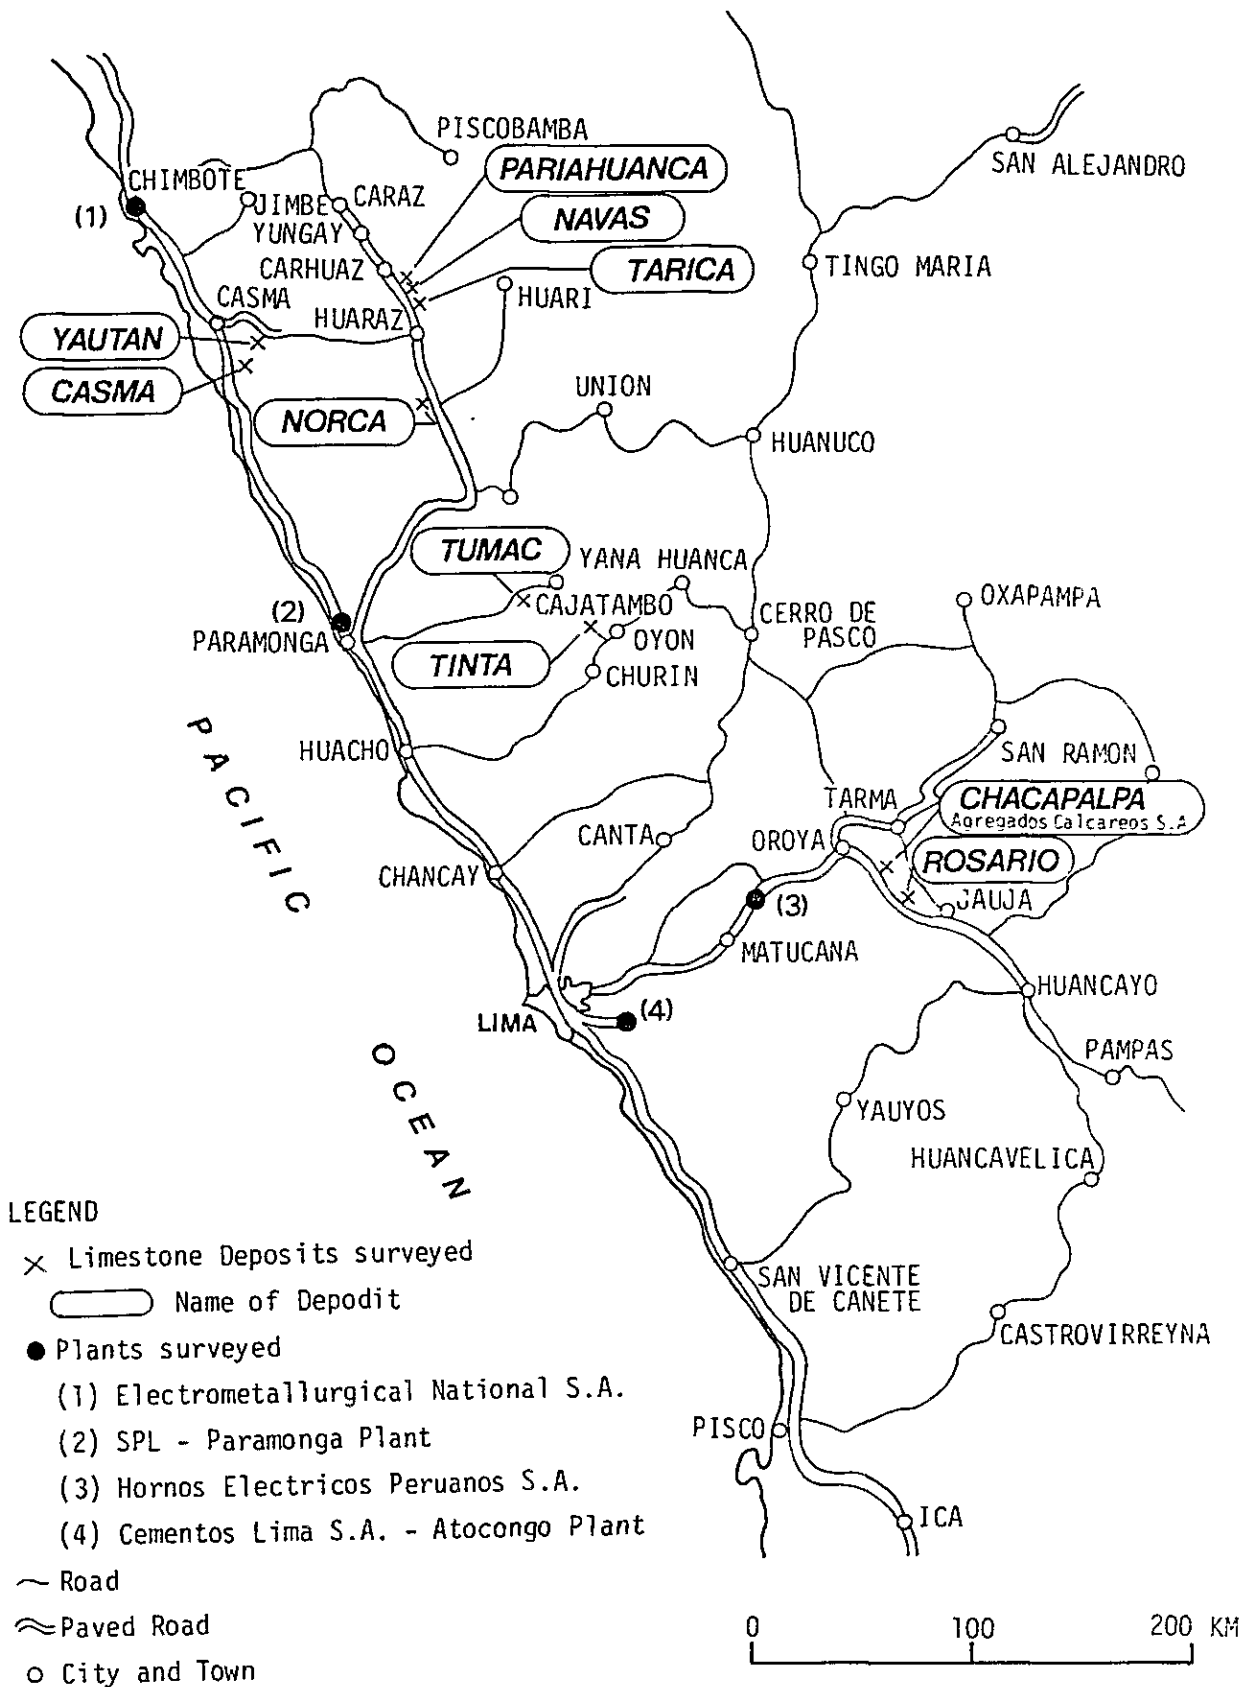 PISCOBAMBA
SAN ALEJANDRO
CHIMBOTE
PARIAHUANCA
(1)
JIMBE
CARAZ
NAVAS
YUNGAY
TARICA
TINGO MARIA
CARHUAZ
HUARI
CASMA
HUARAZ
YAUTAN
CASMA
UNION
NORCA
HUANUCO
TUMAC
YANA HUANCA
OXAPAMPA
(2)
CAJATAMBO
CERRO DE
PASCO
PARAMONGA
OYON
TINTA
CHURIN
HUACHO
SAN RAMON
PACIFIC
TARMA
CHACAPALPA
Agregados Calcareos S.A
CANTA
OROYA
ROSARIO
CHANCAY
JAUJA
(3)
MATUCANA
HUANCAYO
LIMA
(4)
OCEAN
PAMPAS
YAUYOS
HUANCAVELICA
SAN VICENTE
DE CANETE
CASTROVIRREYNA
PISCO
ICA
LEGEND
Limestone Deposits surveyed
Name of Depodit
Plants surveyed
(1) Electrometallurgical National S.A.
(2) SPL - Paramonga Plant
(3) Hornos Electricos Peruanos S.A.
(4) Cementos Lima S.A. - Atocongo Plant
Road
Paved Road
City and Town
0 100 200 KM